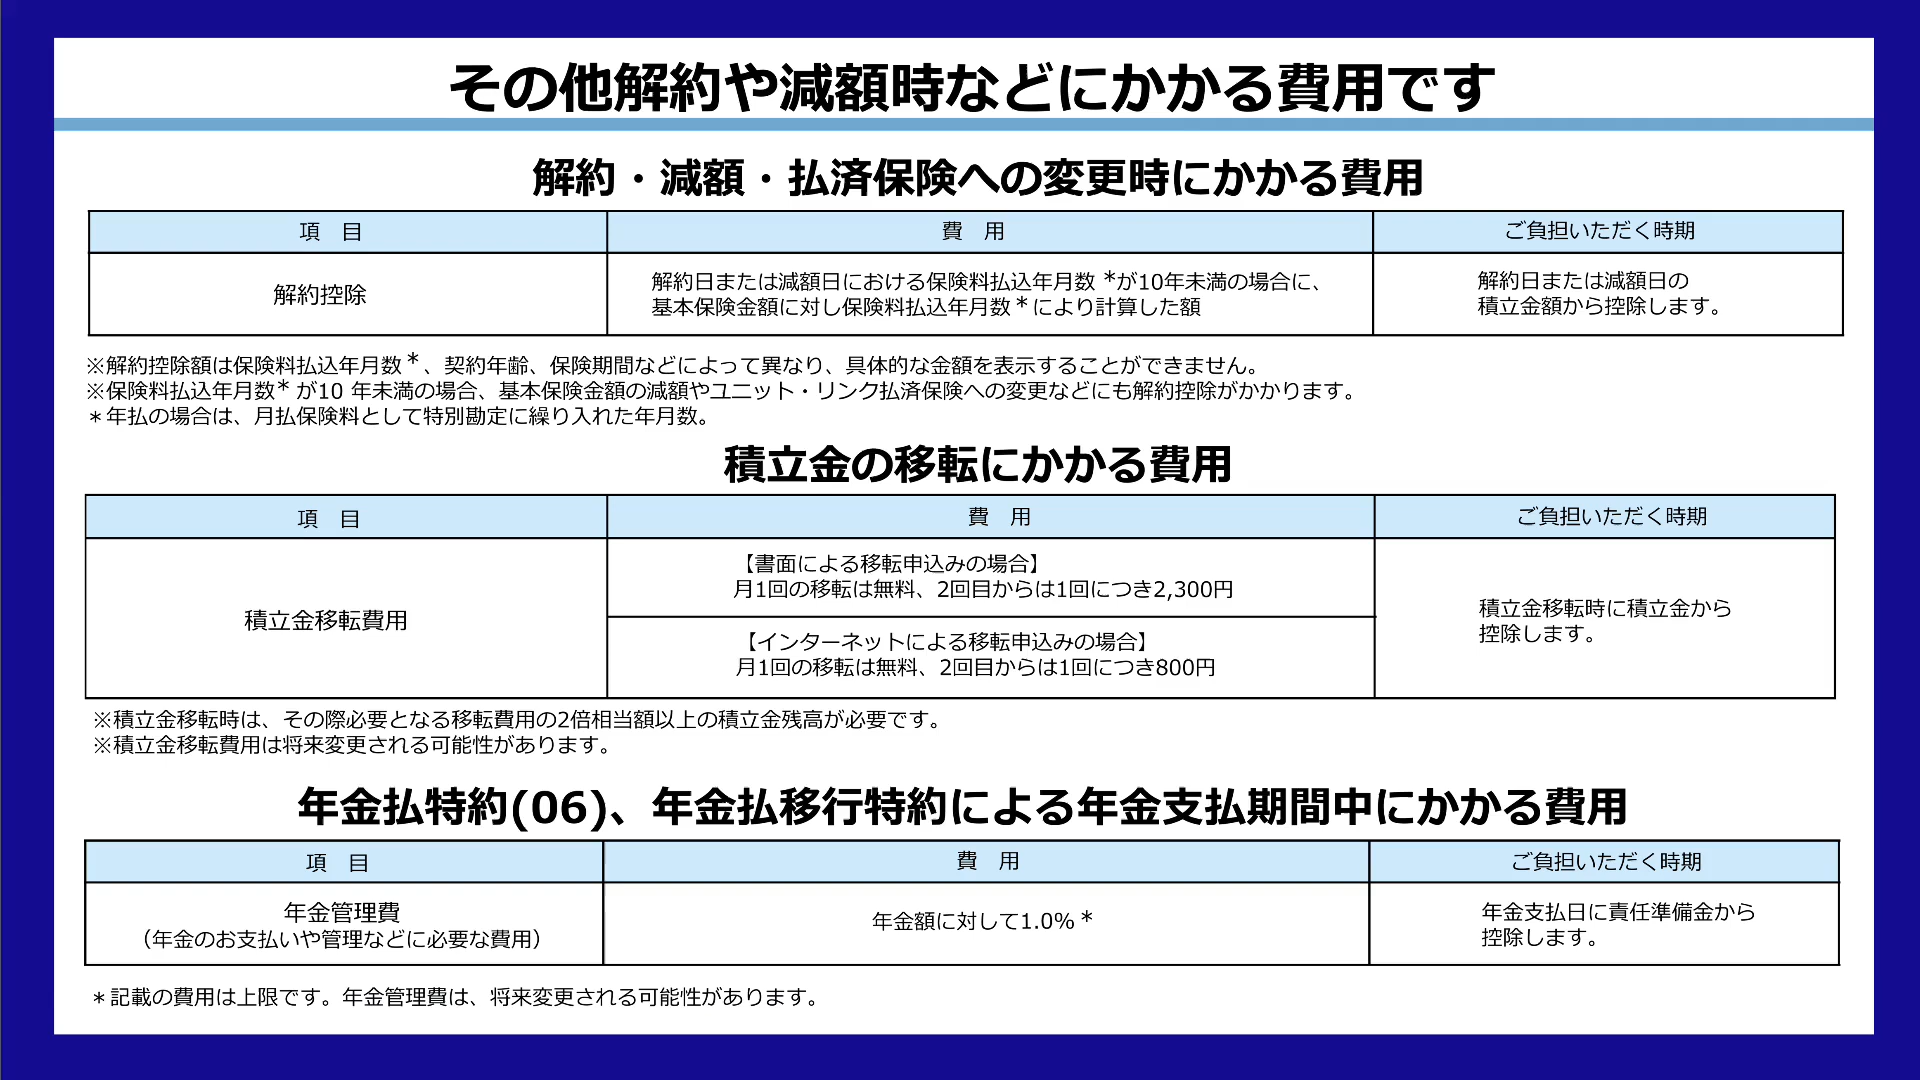 その他解約や減額時などにかかる費用です
解約・減額・払済保険への変更時にかかる費用
項　目
費　用
ご負担いただく時期
解約控除
解約日または減額日における保険料払込年月数 ＊が10年未満の場合に、
基本保険金額に対し保険料払込年月数＊により計算した額
解約日または減額日の
積立金額から控除します。
※解約控除額は保険料払込年月数＊、契約年齢、保険期間などによって異なり、具体的な金額を表示することができません。
※保険料払込年月数＊ が10 年未満の場合、基本保険金額の減額やユニット・リンク払済保険への変更などにも解約控除がかかります。
＊年払の場合は、月払保険料として特別勘定に繰り入れた年月数。
積立金の移転にかかる費用
項　目
費　用
ご負担いただく時期
積立金移転費用
【書面による移転申込みの場合】
月1回の移転は無料、2回目からは1回につき2,300円
【インターネットによる移転申込みの場合】
月1回の移転は無料、2回目からは1回につき800円
積立金移転時に積立金から
控除します。
※積立金移転時は、その際必要となる移転費用の2倍相当額以上の積立金残高が必要です。
※積立金移転費用は将来変更される可能性があります。
年金払特約(06)、年金払移行特約による年金支払期間中にかかる費用
項　目
費　用
ご負担いただく時期
年金管理費
（年金のお支払いや管理などに必要な費用）
年金額に対して1.0%＊
年金支払日に責任準備金から
控除します。
＊記載の費用は上限です。年金管理費は、将来変更される可能性があります。